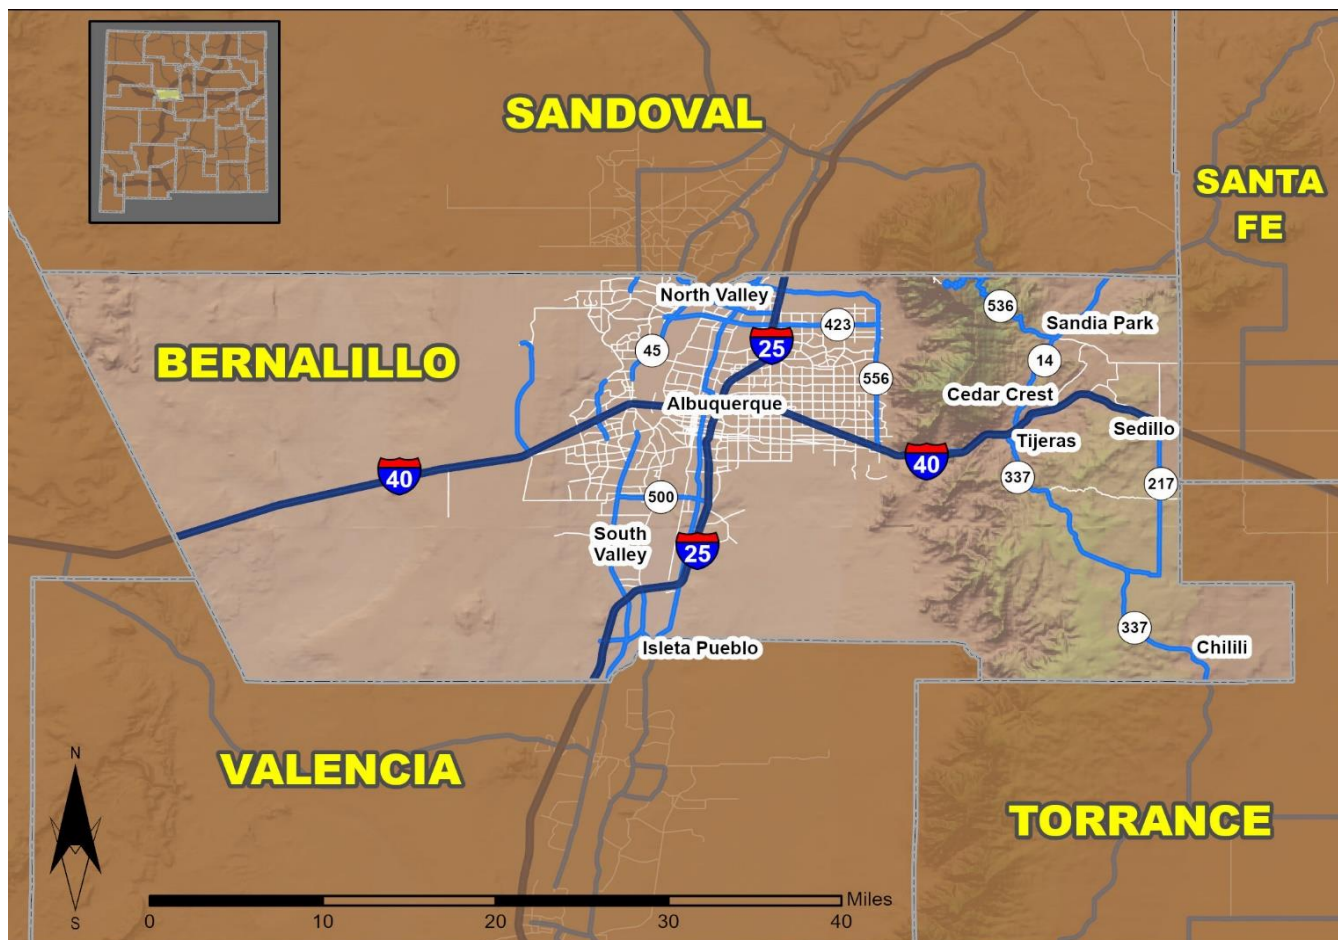 SANDOVAL
SANTA
FE
North Valley
536
Sandia Park
423
25
45
14
BERNALILLO
556
Cedar Crest
Albuquerque
Sedillo
Tijeras
40
40
337
217
500
South
Valley
25
337
Isleta Pueblo
Chilili
VALENCIA
TORRANCE
N
S
Miles
0
10
20
30
40